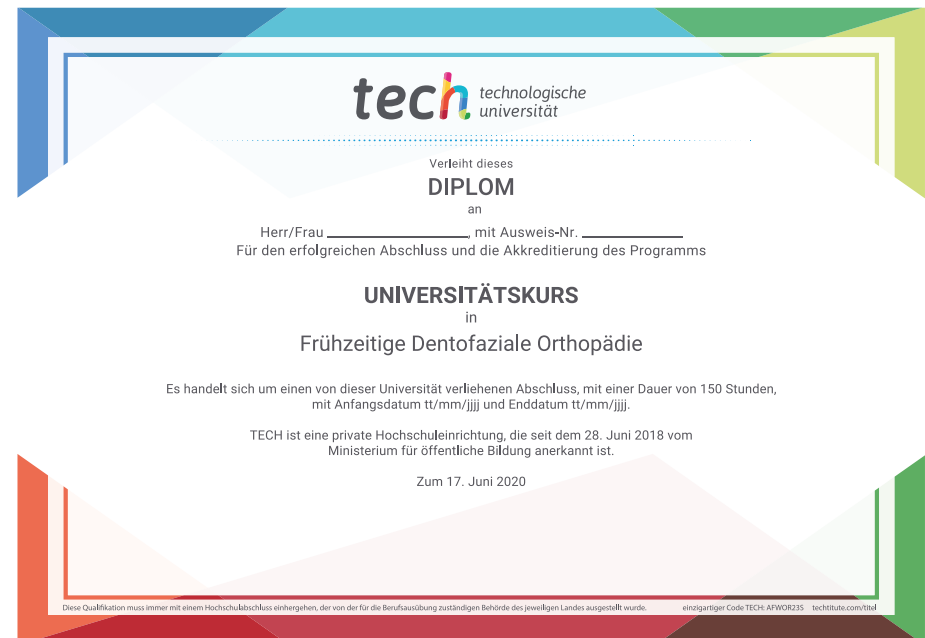 tech technologische
universität
Verleiht dieses
DIPLOM
an
Herr/Frau ____________________, mit Ausweis-Nr. ______________
Für den erfolgreichen Abschluss und die Akkreditierung des Programms
UNIVERSITÄTSKURS
in
Frühzeitige Dentofaziale Orthopädie
Es handelt sich um einen von dieser Universität verliehenen Abschluss, mit einer Dauer von 150 Stunden,
mit Anfangsdatum tt/mm/jjjj und Enddatum tt/mm/jjjj.
TECH ist eine private Hochschuleinrichtung, die seit dem 28. Juni 2018 vom
Ministerium für öffentliche Bildung anerkannt ist.
Zum 17. Juni 2020
Diese Qualifikation muss immer mit einem Hochschulabschluss einhergehen, der von der für die Berufsausübung zuständigen Behörde des jeweiligen Landes ausgestellt wurde. einzigartiger Code TECH: AFWOR23S techtitute.com/titel